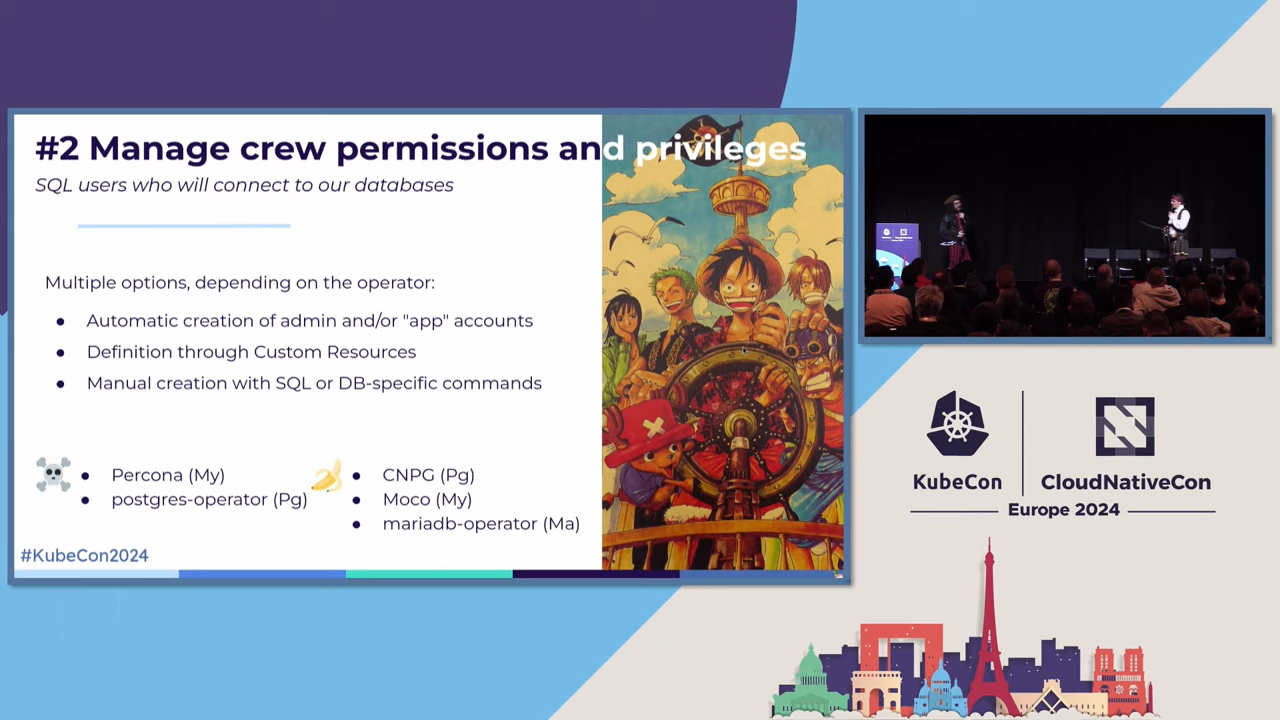 #2 Manage crew permissions and privileges
SQL users who will connect to our databases
Multiple options, depending on the operator:
● Automatic creation of admin and/or "app" accounts
● Definition through Custom Resources
● Manual creation with SQL or DB-specific commands
● Percona (My)
● postgres-operator (Pg)
● CNPG (Pg)
● Moco (My)
● mariadb-operator (Ma)
#KubeCon2024
KubeCon
CloudNativeCon
Europe 2024